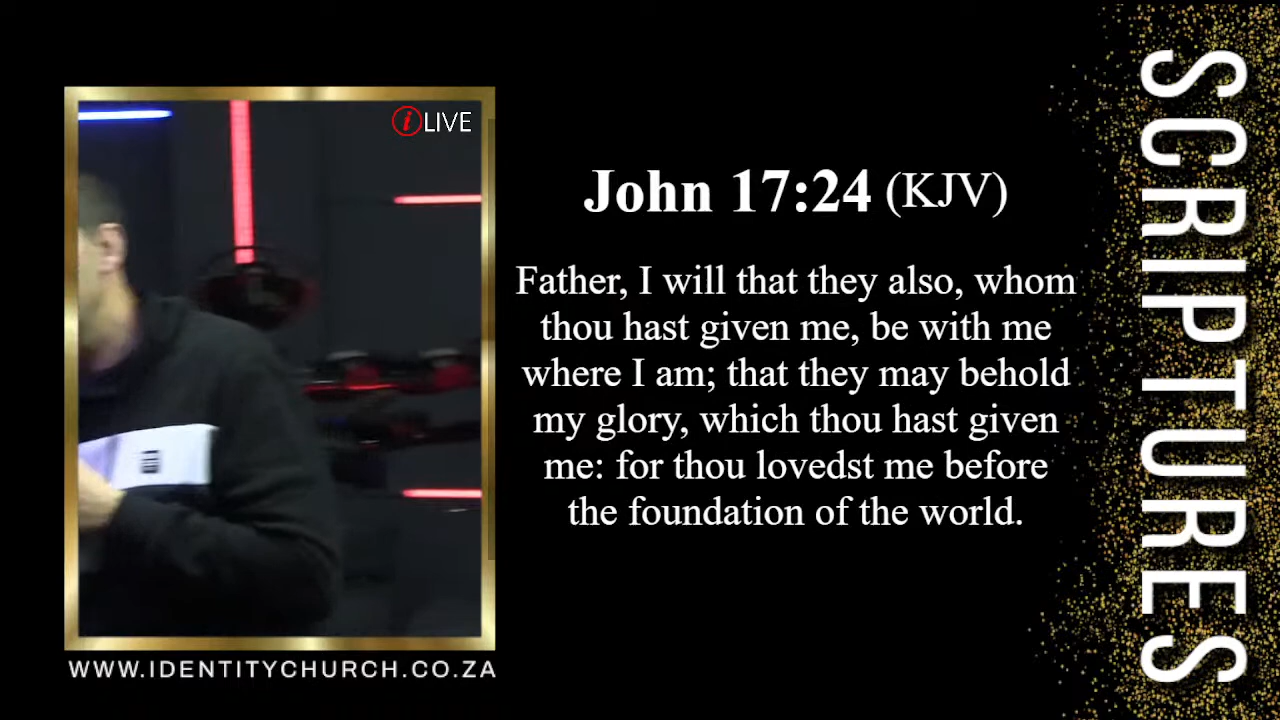 LIVE
John 17:24 (KJV)
Father, I will that they also, whom
thou hast given me, be with me
where I am; that they may behold
my glory, which thou hast given
me: for thou lovedst me before
the foundation of the world.
WWW.IDENTITYCHURCH.CO.ZA
SCRIPTURES